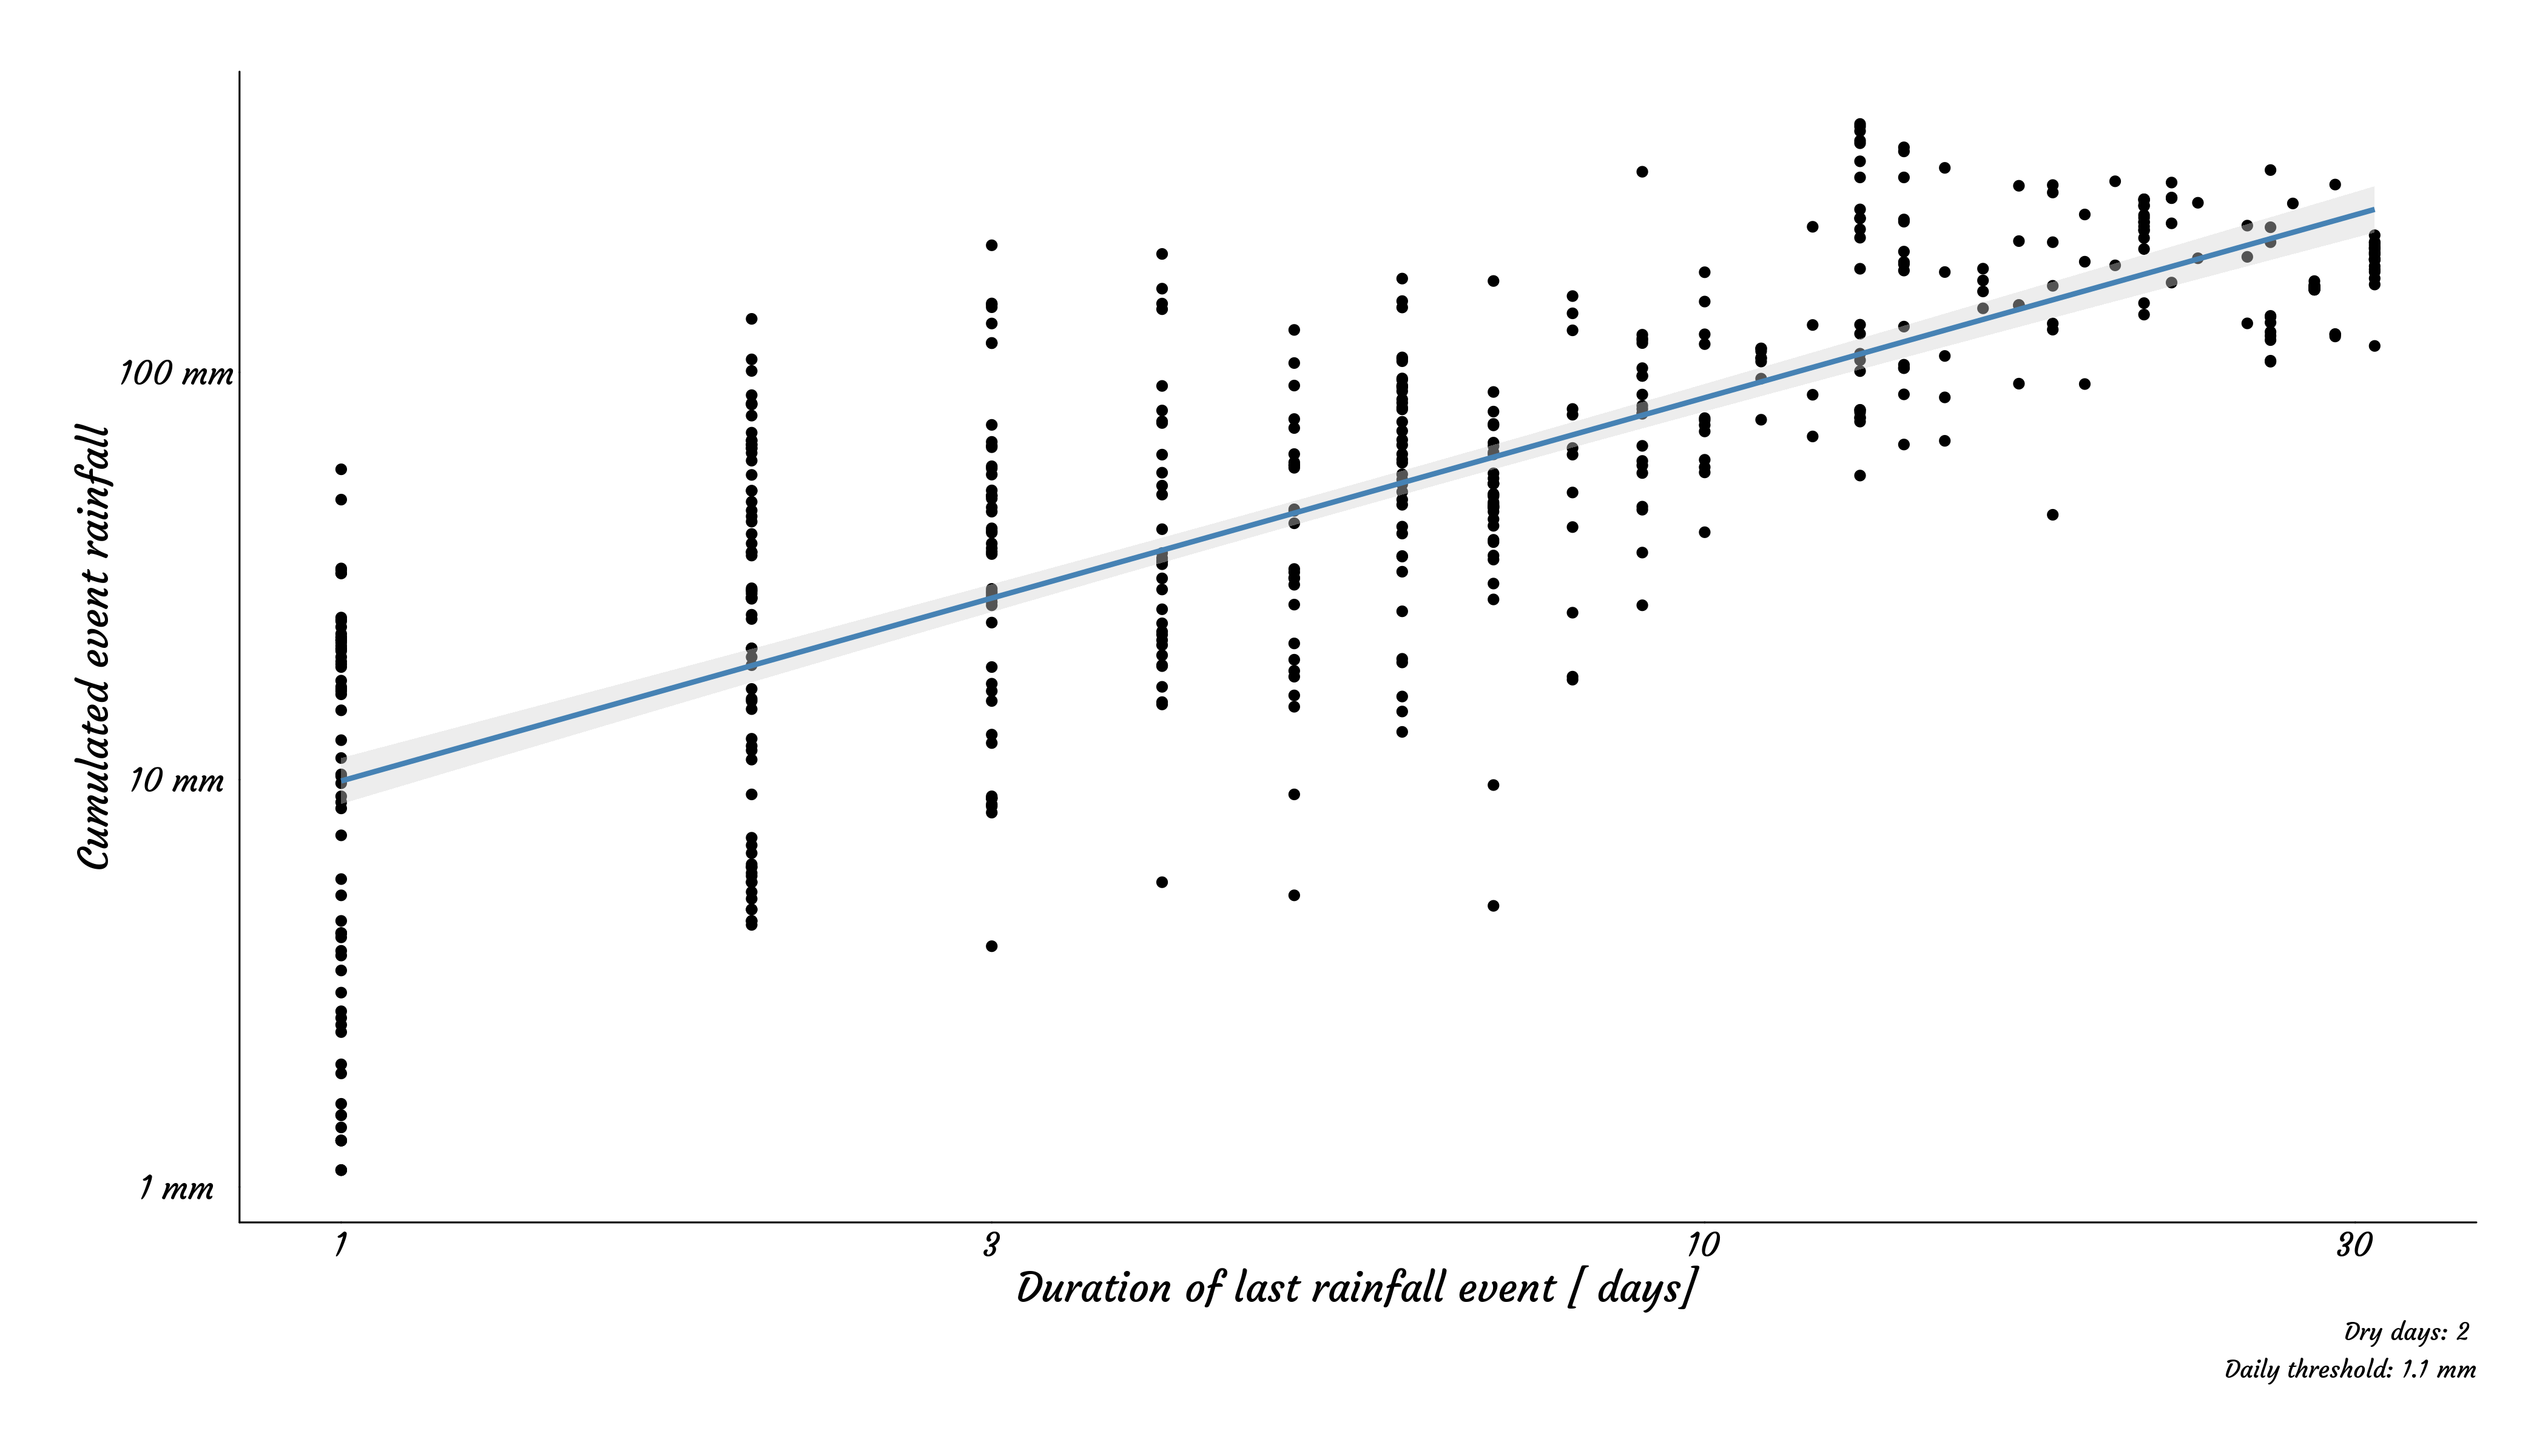 Cumulated event rainfall
100 mm
10 mm
1 mm
1 3 10 30
Duration of last rainfall event [ days]
Dry days: 2
Daily threshold: 1.1 mm